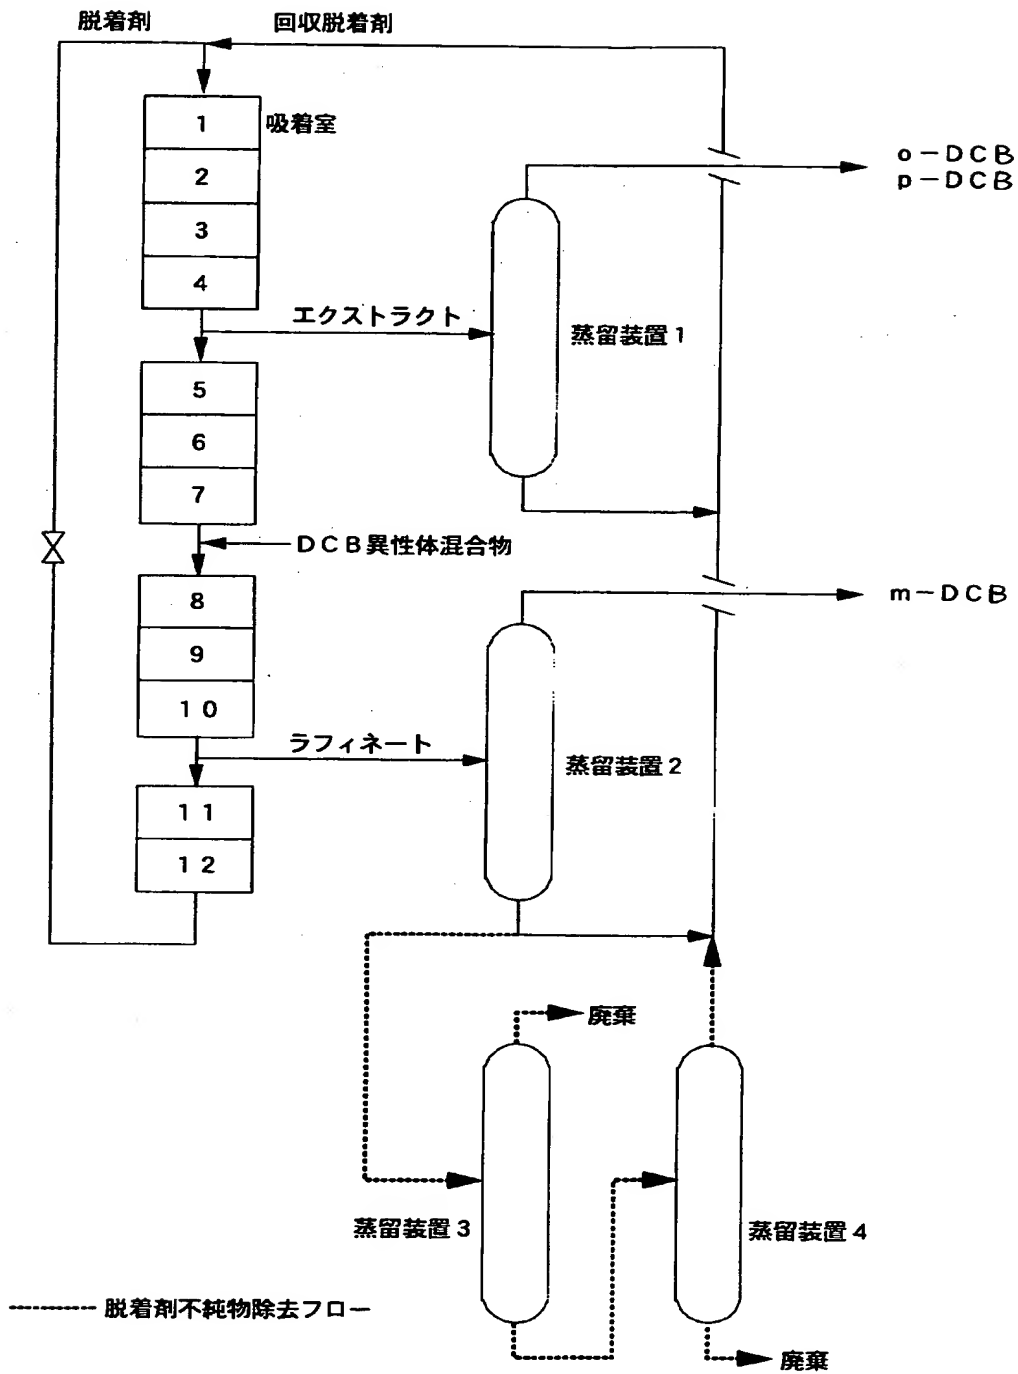 脱着剤
回収脱着剤
1
吸着室
2
3
4
o-DCB
p-DCB
エクストラクト
蒸留装置1
5
6
7
DCB異性体混合物
8
9
10
m-DCB
ラフィネート
蒸留装置2
11
12
廃棄
蒸留装置3
蒸留装置4
脱着剤不純物除去フロー
廃棄